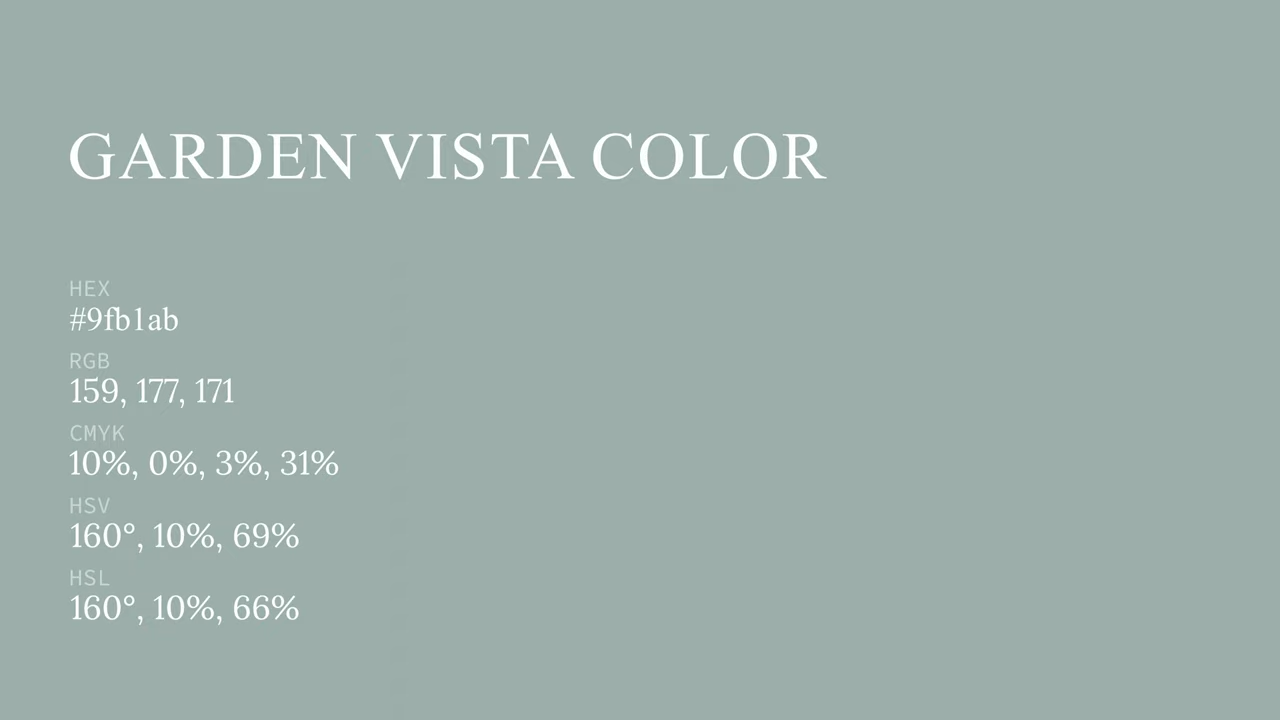 GARDEN VISTA COLOR
HEX
#9fb1ab
RGB
159, 177, 171
CMYK
10%, 0%, 3%, 31%
HSV
160°, 10%, 69%
HSL
160°, 10%, 66%